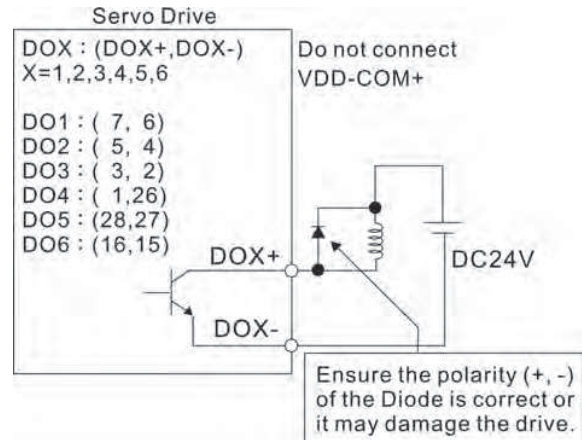 Servo Drive
DOX : (DOX+,DOX-)
X=1,2,3,4,5,6
DO1 : ( 7, 6)
DO2 : ( 5, 4)
DO3 : ( 3, 2)
DO4 : ( 1,26)
DO5 : (28,27)
DO6 : (16,15)
Do not connect
VDD-COM+
DOX+
DC24V
DOX-
Ensure the polarity (+, -)
of the Diode is correct or
it may damage the drive.